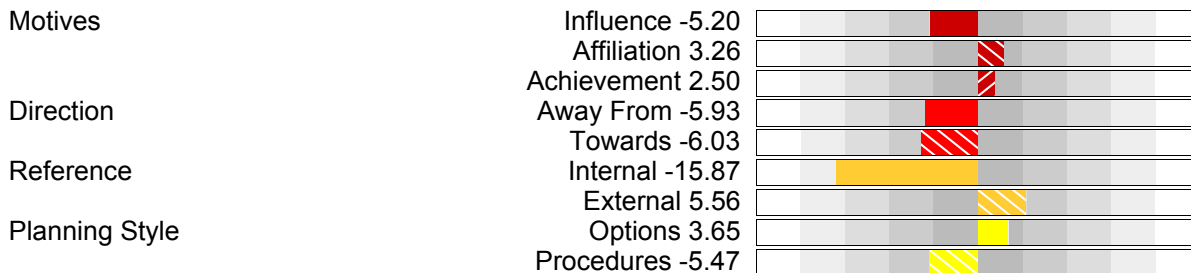 Motives Influence -5.20
Affiliation 3.26
Achievement 2.50
Direction Away From -5.93
Towards -6.03
Reference Internal -15.87
External 5.56
Planning Style Options 3.65
Procedures -5.47